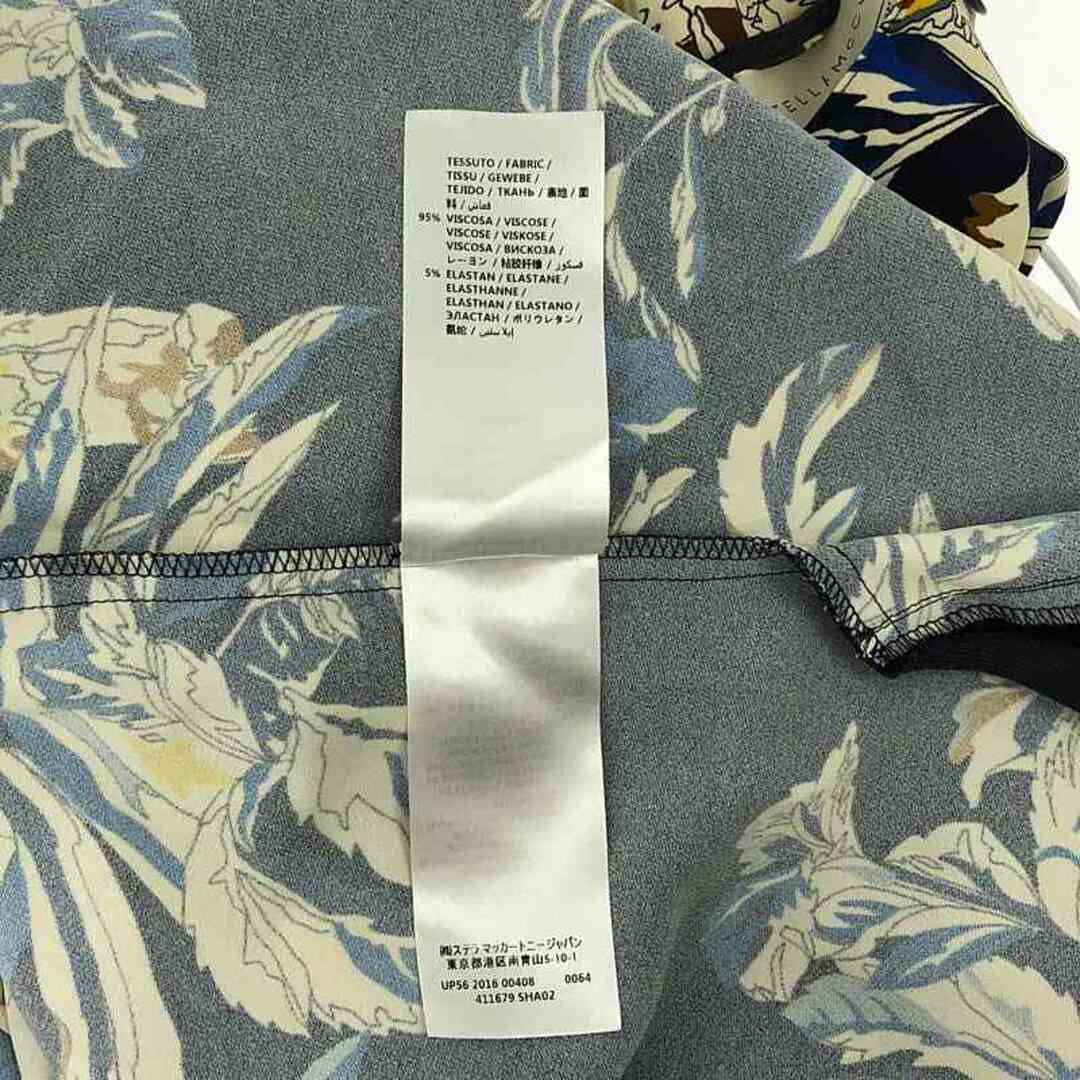 TESSUTO / FABRIC /
TISSU / GEWEBE /
TEJIDO / ТКАНЬ / 裏地 / 面
料 / قماش
95% VISCOSA / VISCOSE /
VISCOSE / VISKOSE /
VISCOSA / ВИСКОЗА /
レーヨン / 粘胶纤维 / فسكوز
5% ELASTAN / ELASTANE /
ELASTHANNE /
ELASTHAN / ELASTANO /
ЭЛАСТАН / ポリウレタン /
氨纶 / إيلاستين
㈱ステラ マッカートニージャパン
東京都港区南青山5-10-1
UP56 2016 00408 0064
411679 SHA02